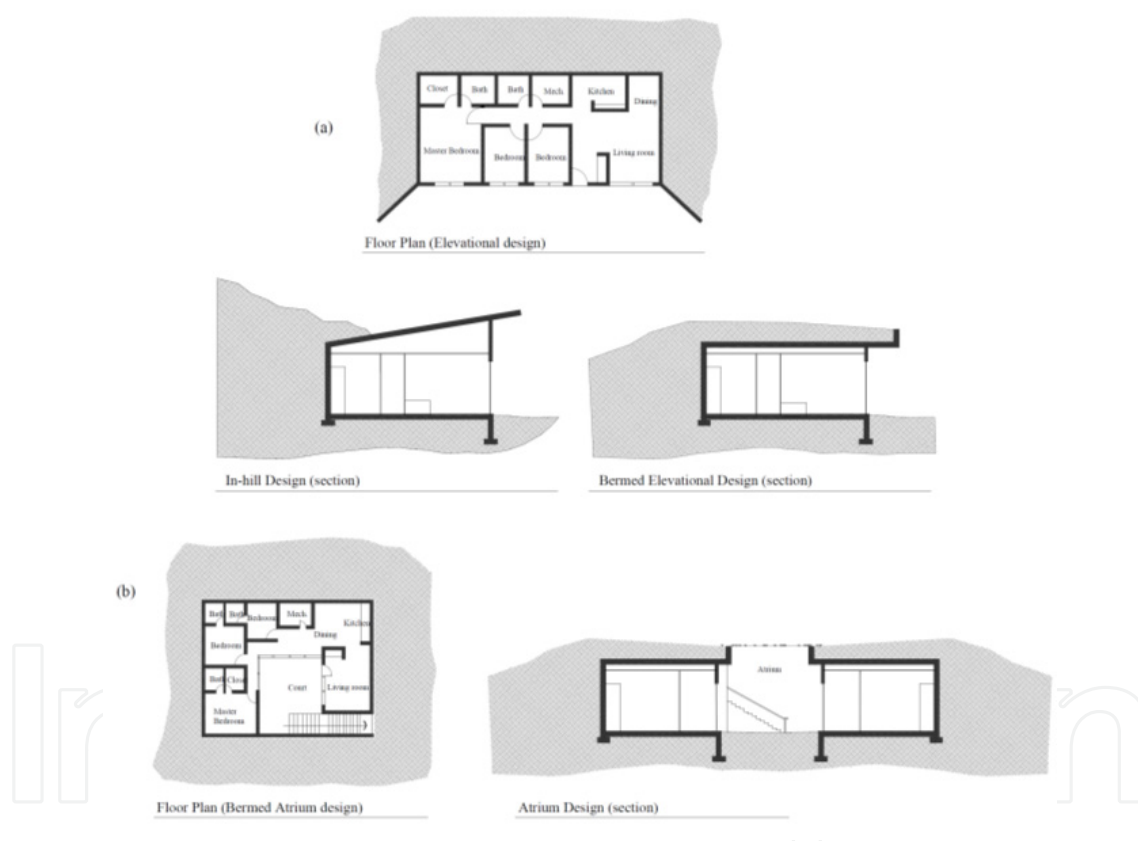 (a)
Closet Bath Bath Mech. Kitchen
Dining
Master Bedroom Bedroom Bedroom Living room
Floor Plan (Elevational design)
In-hill Design (section)
Bermed Elevational Design (section)
(b)
Bath Bath Bedroom Mech. Kitchen
Dining
Bedroom
Bath Close Court Living room
Master
Bedroom
Atrium
Floor Plan (Bermed Atrium design)
Atrium Design (section)